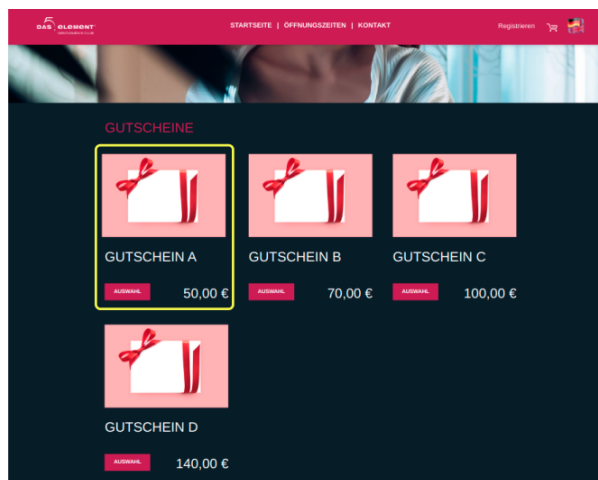 DAS element
STARTSEITE | ÖFFNUNGSZEITEN | KONTAKT
Registrieren
GUTSCHEINE
GUTSCHEIN A
GUTSCHEIN B
GUTSCHEIN C
AUSWAHL
50,00 €
AUSWAHL
70,00 €
AUSWAHL
100,00 €
GUTSCHEIN D
AUSWAHL
140,00 €